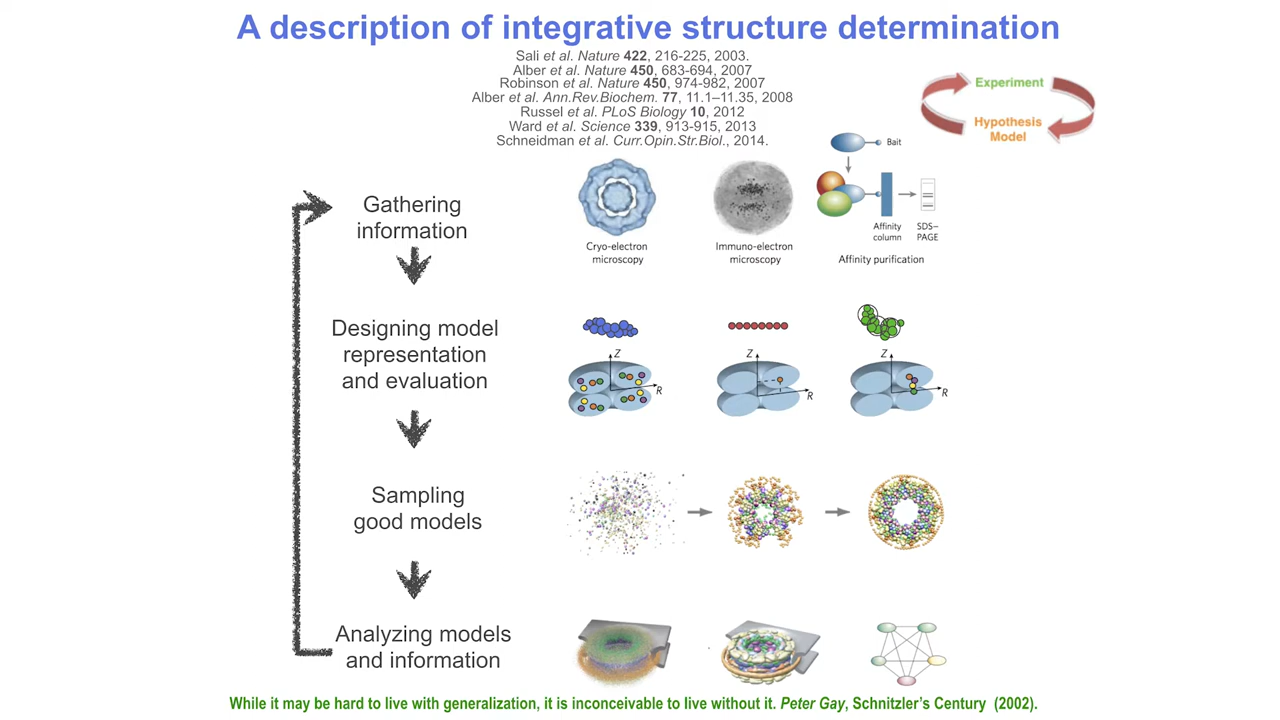 A description of integrative structure determination
Sali et al. Nature 422, 216-225, 2003.
Alber et al. Nature 450, 683-694, 2007
Robinson et al. Nature 450, 974-982, 2007
Alber et al. Ann.Rev.Biochem. 77, 11.1–11.35, 2008
Russel et al. PLoS Biology 10, 2012
Ward et al. Science 339, 913-915, 2013
Schneidman et al. Curr.Opin.Str.Biol., 2014.
Experiment
Hypothesis
Model
Bait
Gathering
information
Affinity
column
SDS–
PAGE
Cryo-electron
microscopy
Immuno-electron
microscopy
Affinity purification
Designing model
representation
and evaluation
Z
R
Z
R
Z
R
Sampling
good models
Analyzing models
and information
While it may be hard to live with generalization, it is inconceivable to live without it. Peter Gay, Schnitzler's Century (2002).